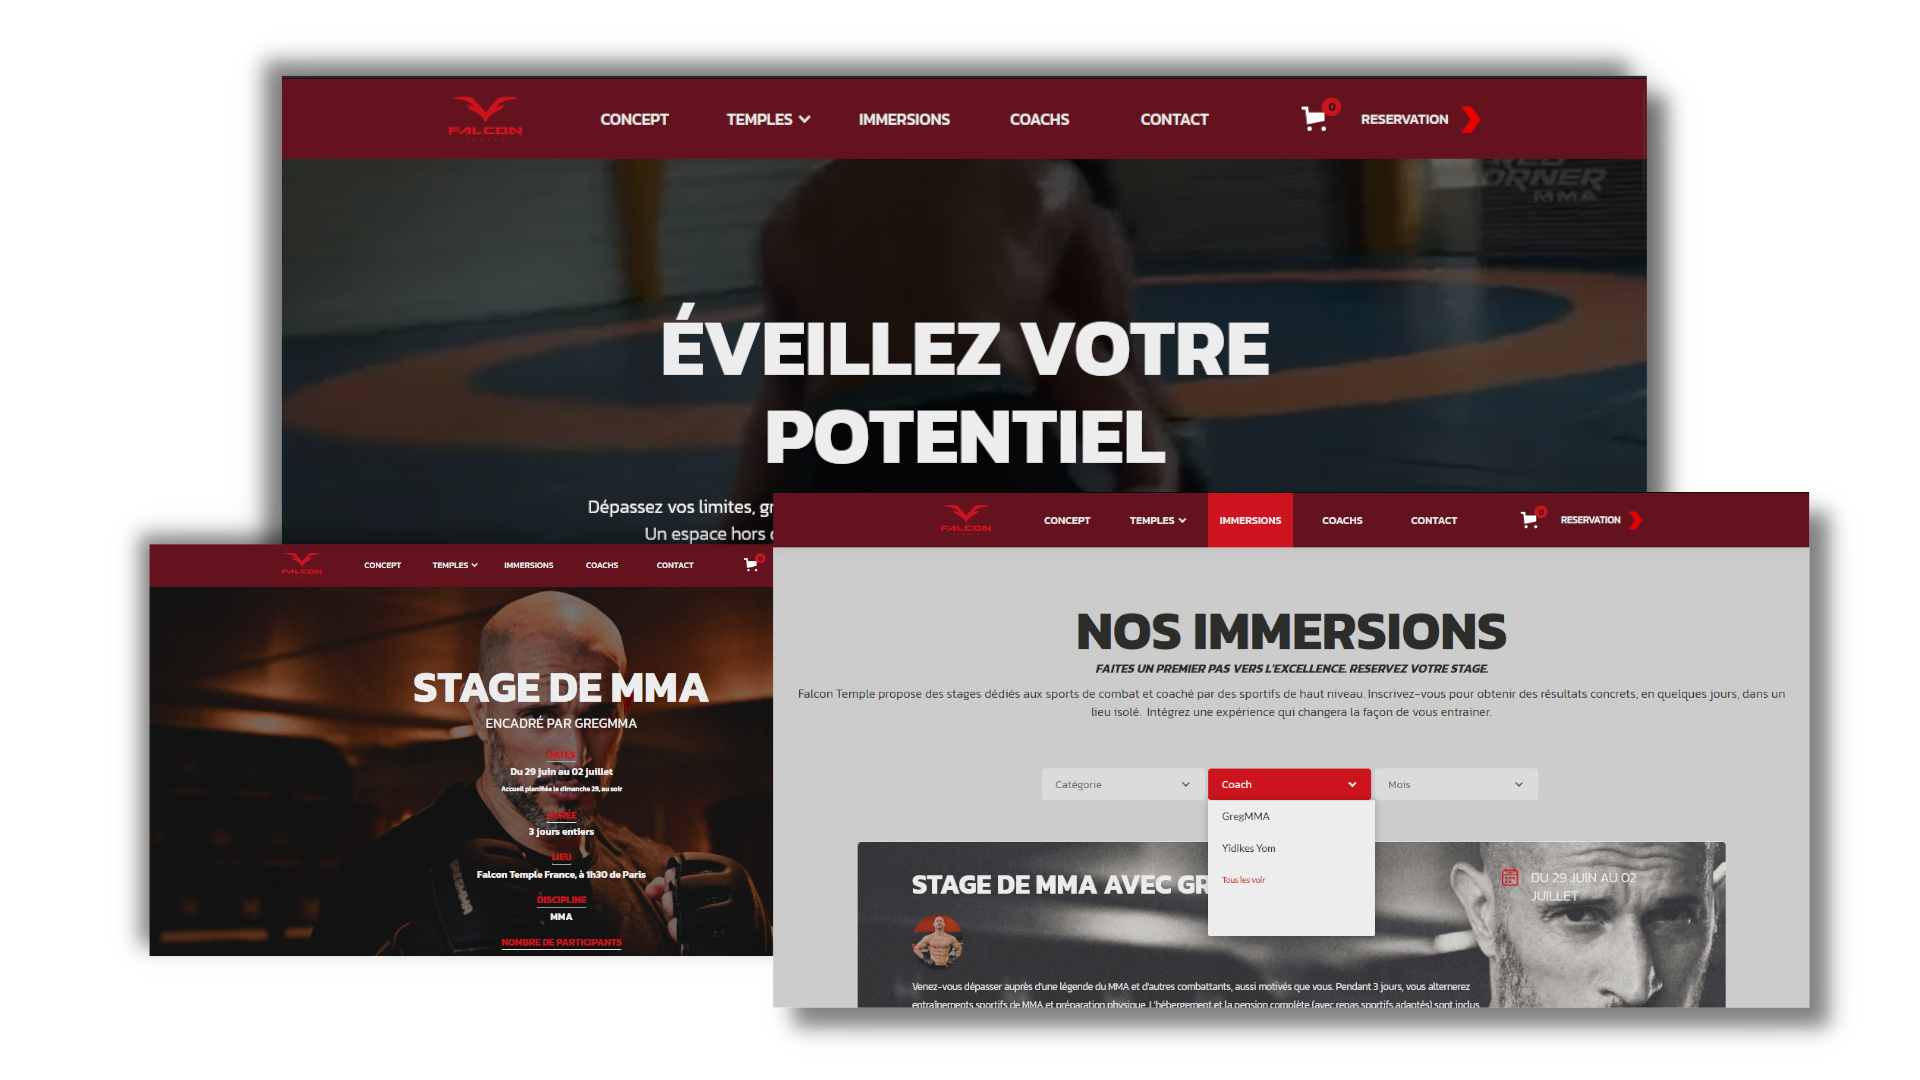 FALCON
CONCEPT
TEMPLES
IMMERSIONS
COACHS
CONTACT
0
RESERVATION
RED
CORNER
MMA
ÉVEILLEZ VOTRE
POTENTIEL
Dépassez vos limites,
Un espace hors
FALCON
CONCEPT
TEMPLES
IMMERSIONS
COACHS
CONTACT
0
STAGE DE MMA
ENCADRÉ PAR GREGMMA
DATES
Du 29 juin au 02 juillet
Accueil planifiée le dimanche 29, au soir
DURÉE
3 jours entiers
LIEU
Falcon Temple France, à 1h30 de Paris
DISCIPLINE
MMA
NOMBRE DE PARTICIPANTS
FALCON
CONCEPT
TEMPLES
IMMERSIONS
COACHS
CONTACT
0
RESERVATION
NOS IMMERSIONS
FAITES UN PREMIER PAS VERS L'EXCELLENCE. RESERVEZ VOTRE STAGE.
Falcon Temple propose des stages dédiés aux sports de combat et coaché par des sportifs de haut niveau. Inscrivez-vous pour obtenir des résultats concrets, en quelques jours, dans un
lieu isolé. Intégrez une expérience qui changera la façon de vous entrainer.
Catégorie
Coach
Mois
GregMMA
Yidikes Yom
Tous les voir
STAGE DE MMA AVEC GR
DU 29 JUIN AU 02
JUILLET
Venez-vous dépasser auprès d'une légende du MMA et d'autres combattants, aussi motivés que vous. Pendant 3 jours, vous alternerez
entraînements sportifs de MMA et préparation physique. L'hébergement et la pension complète (avec repas sportifs adaptés) sont inclus